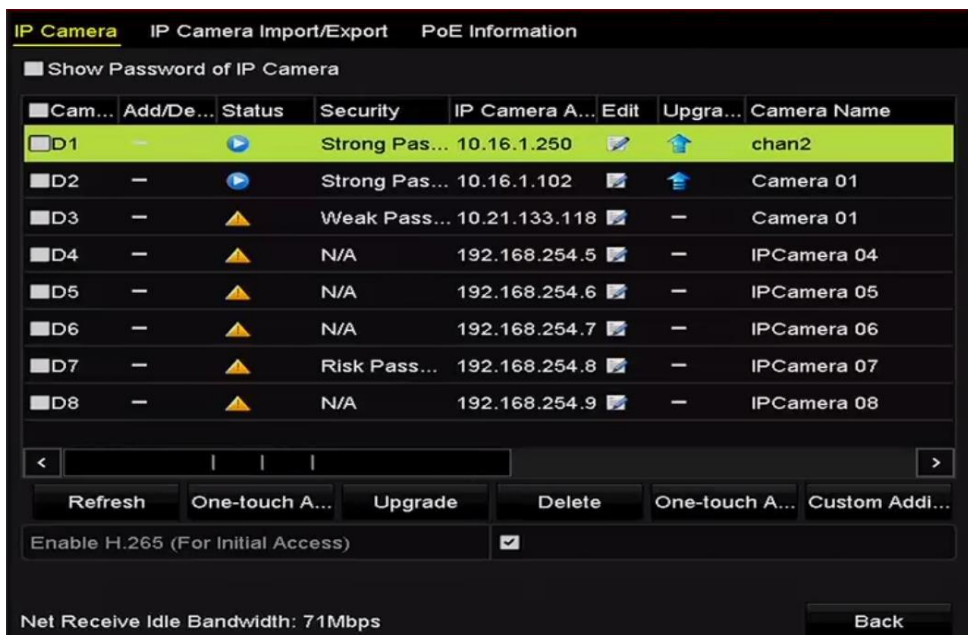 IP Camera IP Camera Import/Export PoE Information
Show Password of IP Camera
Cam... Add/De... Status Security IP Camera A... Edit Upgra... Camera Name
D1 – Strong Pas... 10.16.1.250 chan2
D2 – Strong Pas... 10.16.1.102 Camera 01
D3 – Weak Pass... 10.21.133.118 – Camera 01
D4 – N/A 192.168.254.5 – IPCamera 04
D5 – N/A 192.168.254.6 – IPCamera 05
D6 – N/A 192.168.254.7 – IPCamera 06
D7 – Risk Pass... 192.168.254.8 – IPCamera 07
D8 – N/A 192.168.254.9 – IPCamera 08
< >
Refresh One-touch A... Upgrade Delete One-touch A... Custom Addi...
Enable H.265 (For Initial Access)
Net Receive Idle Bandwidth: 71Mbps Back